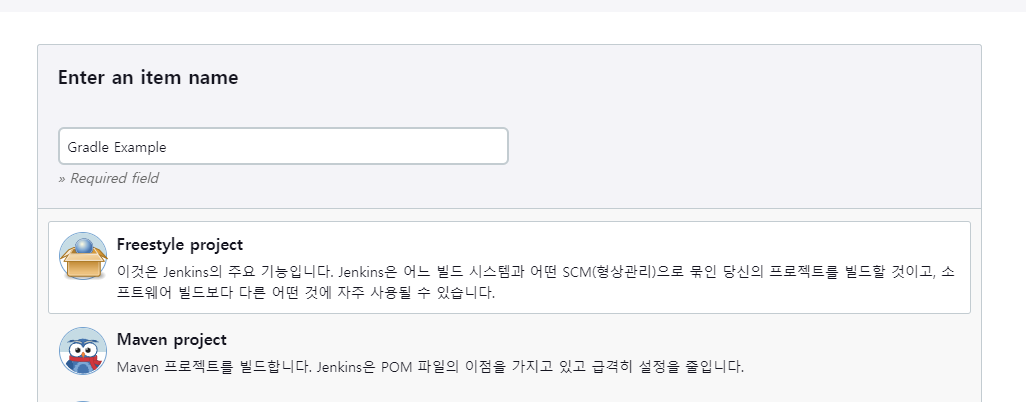 Enter an item name
Gradle Example
» Required field
Freestyle project
이것은 Jenkins의 주요 기능입니다. Jenkins은 어느 빌드 시스템과 어떤 SCM(형상관리)으로 묶인 당신의 프로젝트를 빌드할 것이고, 소
프트웨어 빌드보다 다른 어떤 것에 자주 사용될 수 있습니다.
Maven project
Maven 프로젝트를 빌드합니다. Jenkins은 POM 파일의 이점을 가지고 있고 급격히 설정을 줄입니다.